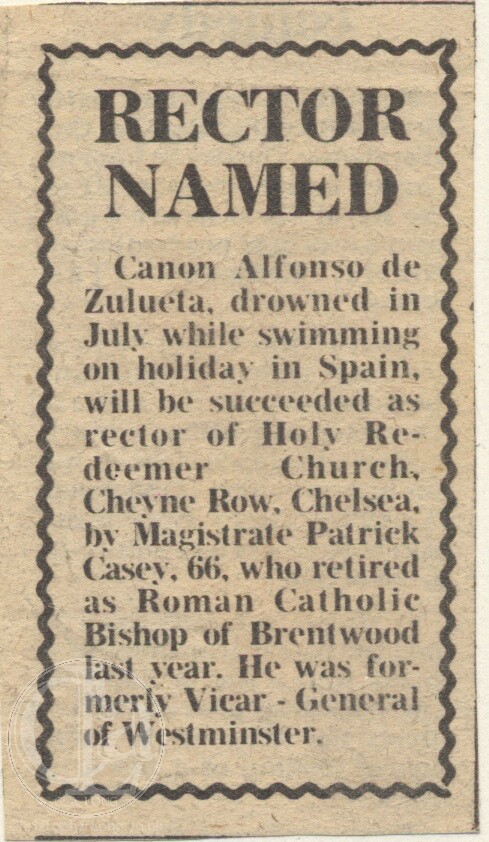 RECTOR
NAMED
Canon Alfonso de
Zulueta, drowned in
July while swimming
on holiday in Spain,
will be succeeded as
rector of Holy Re-
deemer Church,
Cheyne Row, Chelsea,
by Magistrate Patrick
Casey, 66, who retired
as Roman Catholic
Bishop of Brentwood
last year. He was for-
merly Vicar - General
of Westminster.